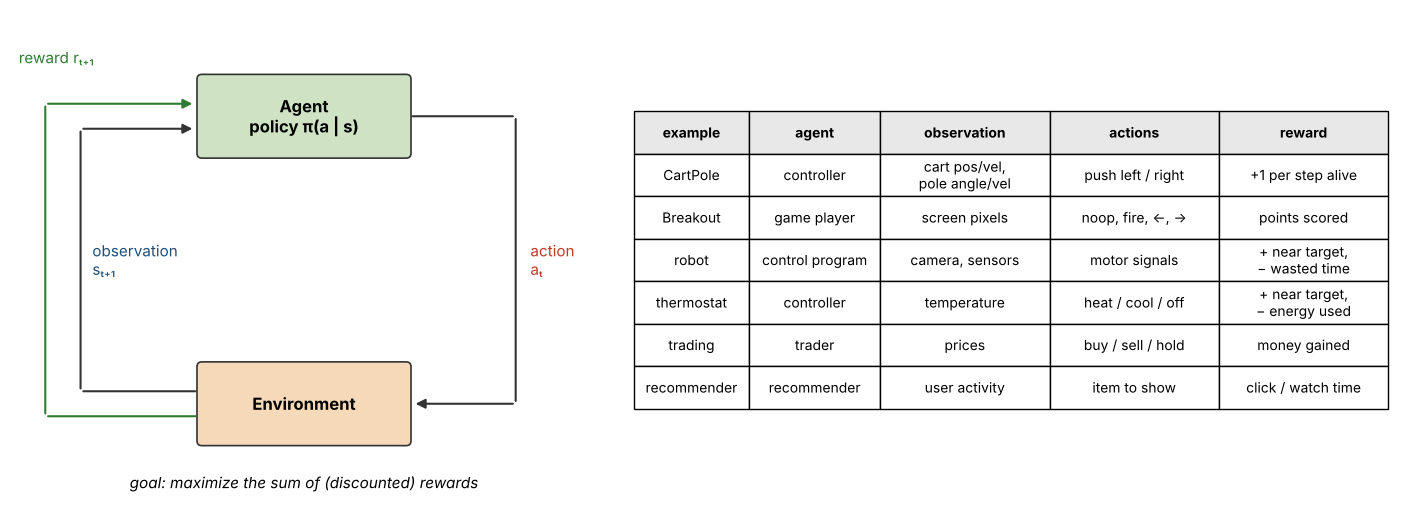 reward rₜ₊₁
Agent
policy π(a | s)
observation
sₜ₊₁
action
aₜ
Environment
goal: maximize the sum of (discounted) rewards
example agent observation actions reward
CartPole controller cart pos/vel, pole angle/vel push left / right +1 per step alive
Breakout game player screen pixels noop, fire, ←, → points scored
robot control program camera, sensors motor signals + near target, − wasted time
thermostat controller temperature heat / cool / off + near target, − energy used
trading trader prices buy / sell / hold money gained
recommender recommender user activity item to show click / watch time